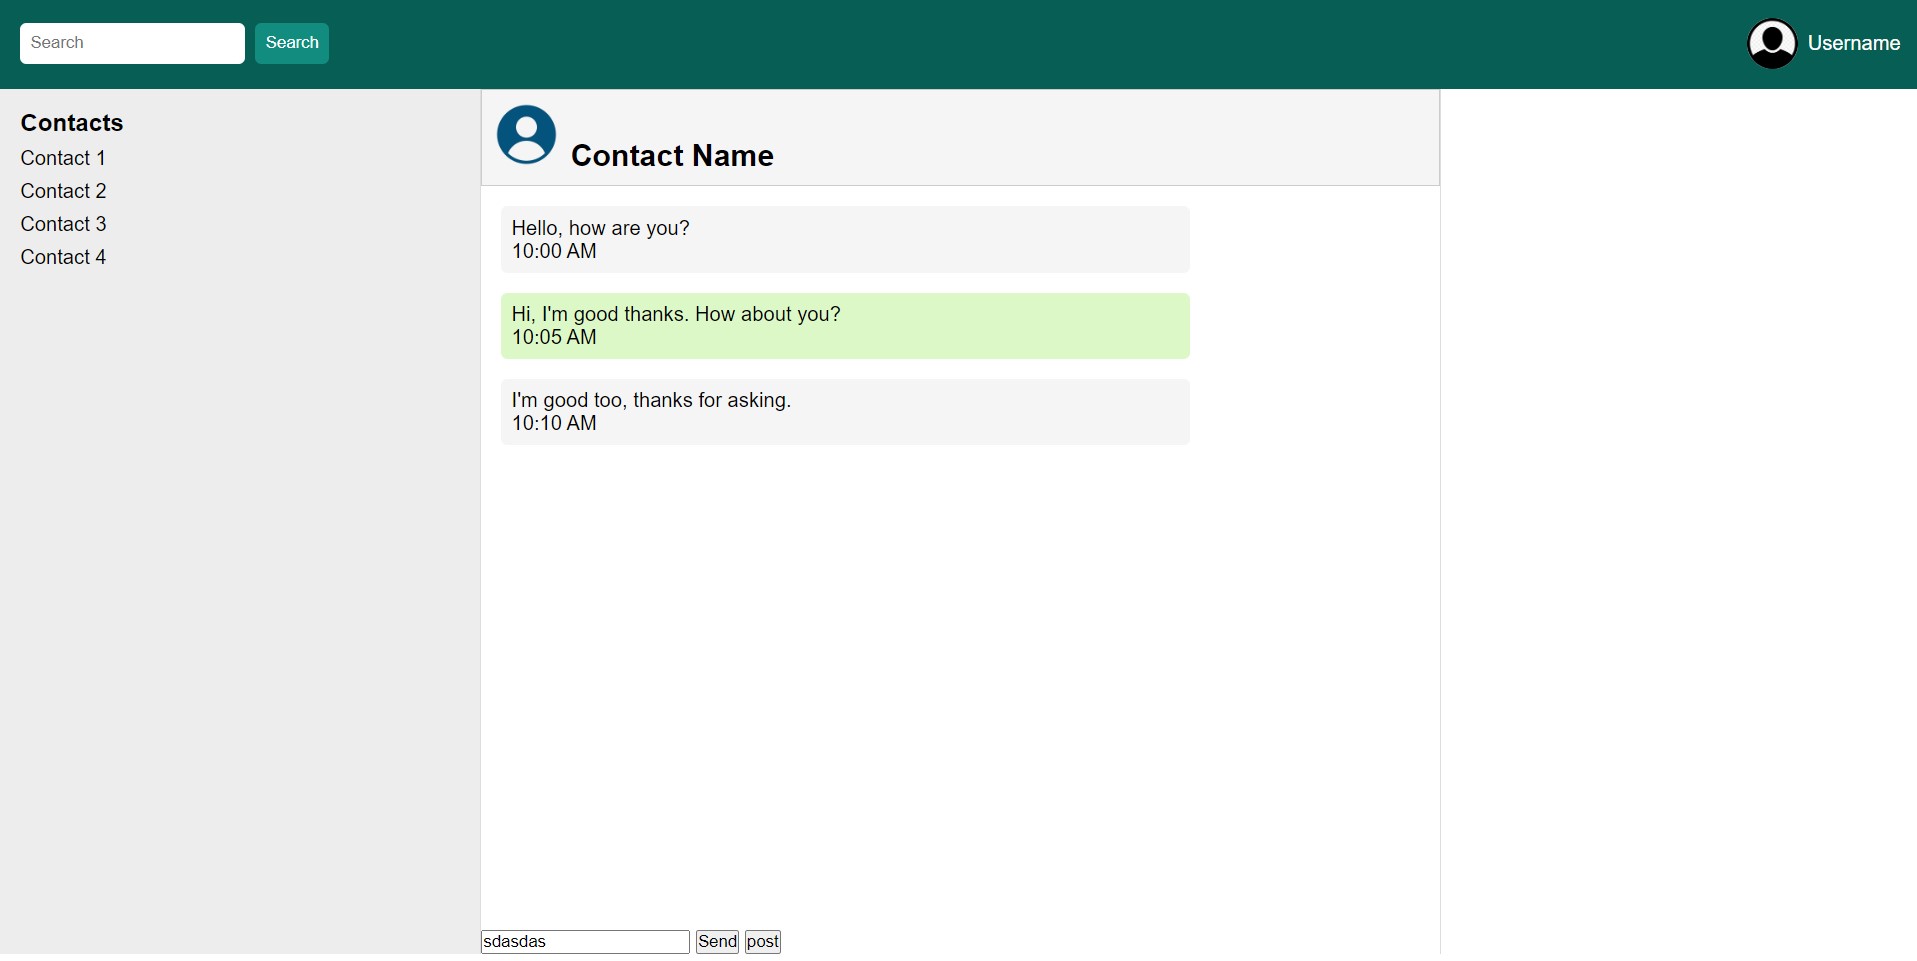 Search Search Username
Contacts
Contact 1
Contact 2
Contact 3
Contact 4
Contact Name
Hello, how are you?
10:00 AM
Hi, I'm good thanks. How about you?
10:05 AM
I'm good too, thanks for asking.
10:10 AM
sdasdas Send post